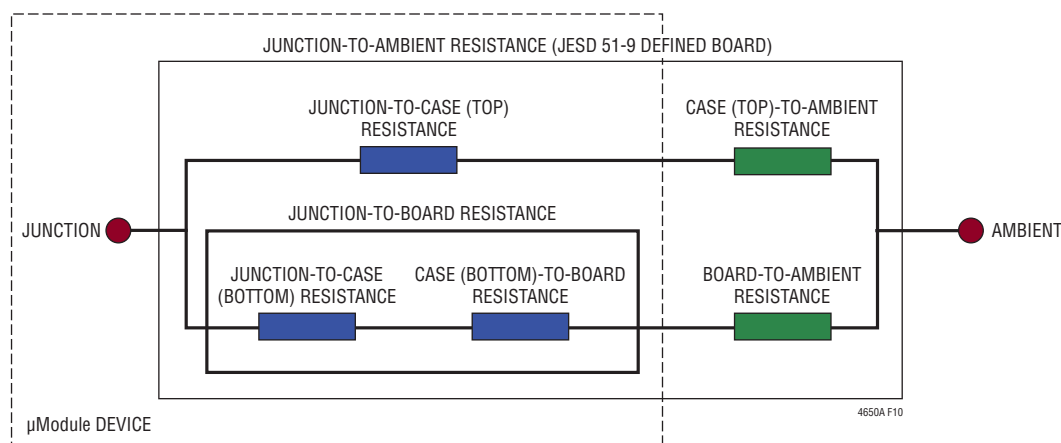 JUNCTION-TO-AMBIENT RESISTANCE (JESD 51-9 DEFINED BOARD)
JUNCTION-TO-CASE (TOP)
RESISTANCE
CASE (TOP)-TO-AMBIENT
RESISTANCE
JUNCTION-TO-BOARD RESISTANCE
JUNCTION
AMBIENT
JUNCTION-TO-CASE
(BOTTOM) RESISTANCE
CASE (BOTTOM)-TO-BOARD
RESISTANCE
BOARD-TO-AMBIENT
RESISTANCE
4650A F10
µModule DEVICE